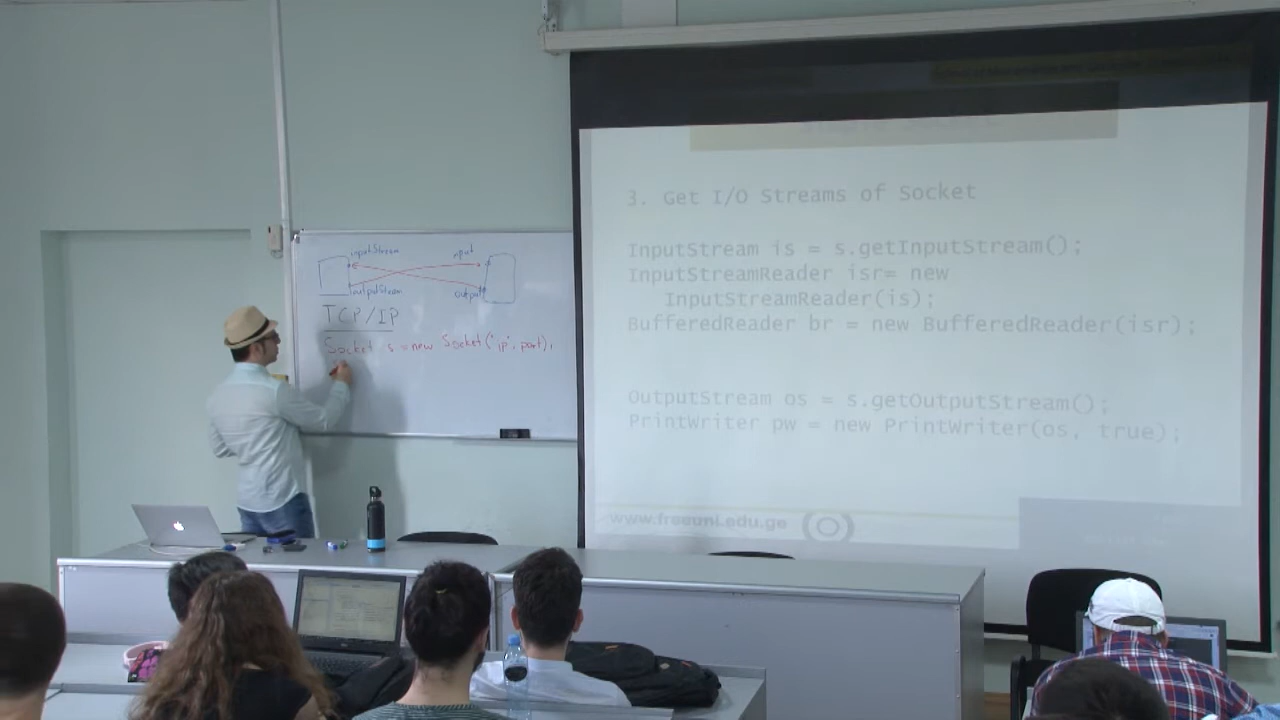 inputStream input
outputStream output
TCP/IP
Socket s = new Socket("ip", port);
3. Get I/O Streams of Socket
InputStream is = s.getInputStream();
InputStreamReader isr= new
InputStreamReader(is);
BufferedReader br = new BufferedReader(isr);
OutputStream os = s.getOutputStream();
PrintWriter pw = new PrintWriter(os, true);
www.freeuni.edu.ge